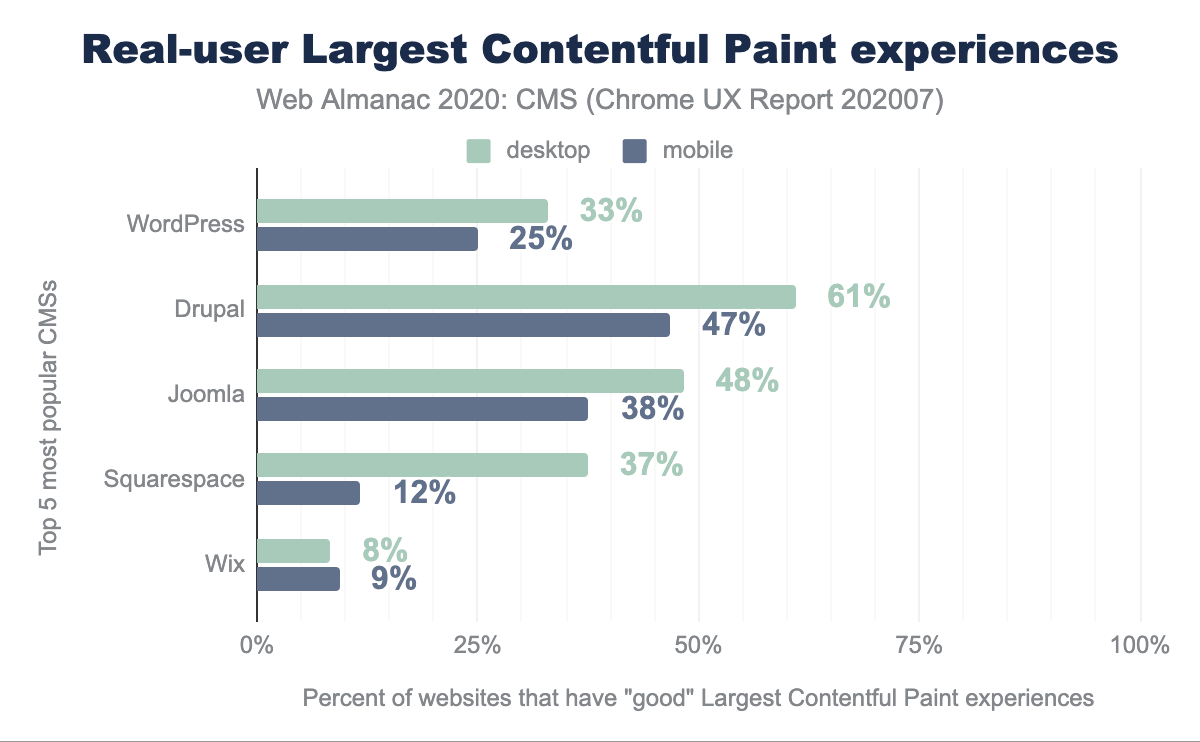 Real-user Largest Contentful Paint experiences
Web Almanac 2020: CMS (Chrome UX Report 202007)
desktop mobile
Top 5 most popular CMSs
WordPress 33%
25%
Drupal 61%
47%
Joomla 48%
38%
Squarespace 37%
12%
Wix 8%
9%
0% 25% 50% 75% 100%
Percent of websites that have "good" Largest Contentful Paint experiences